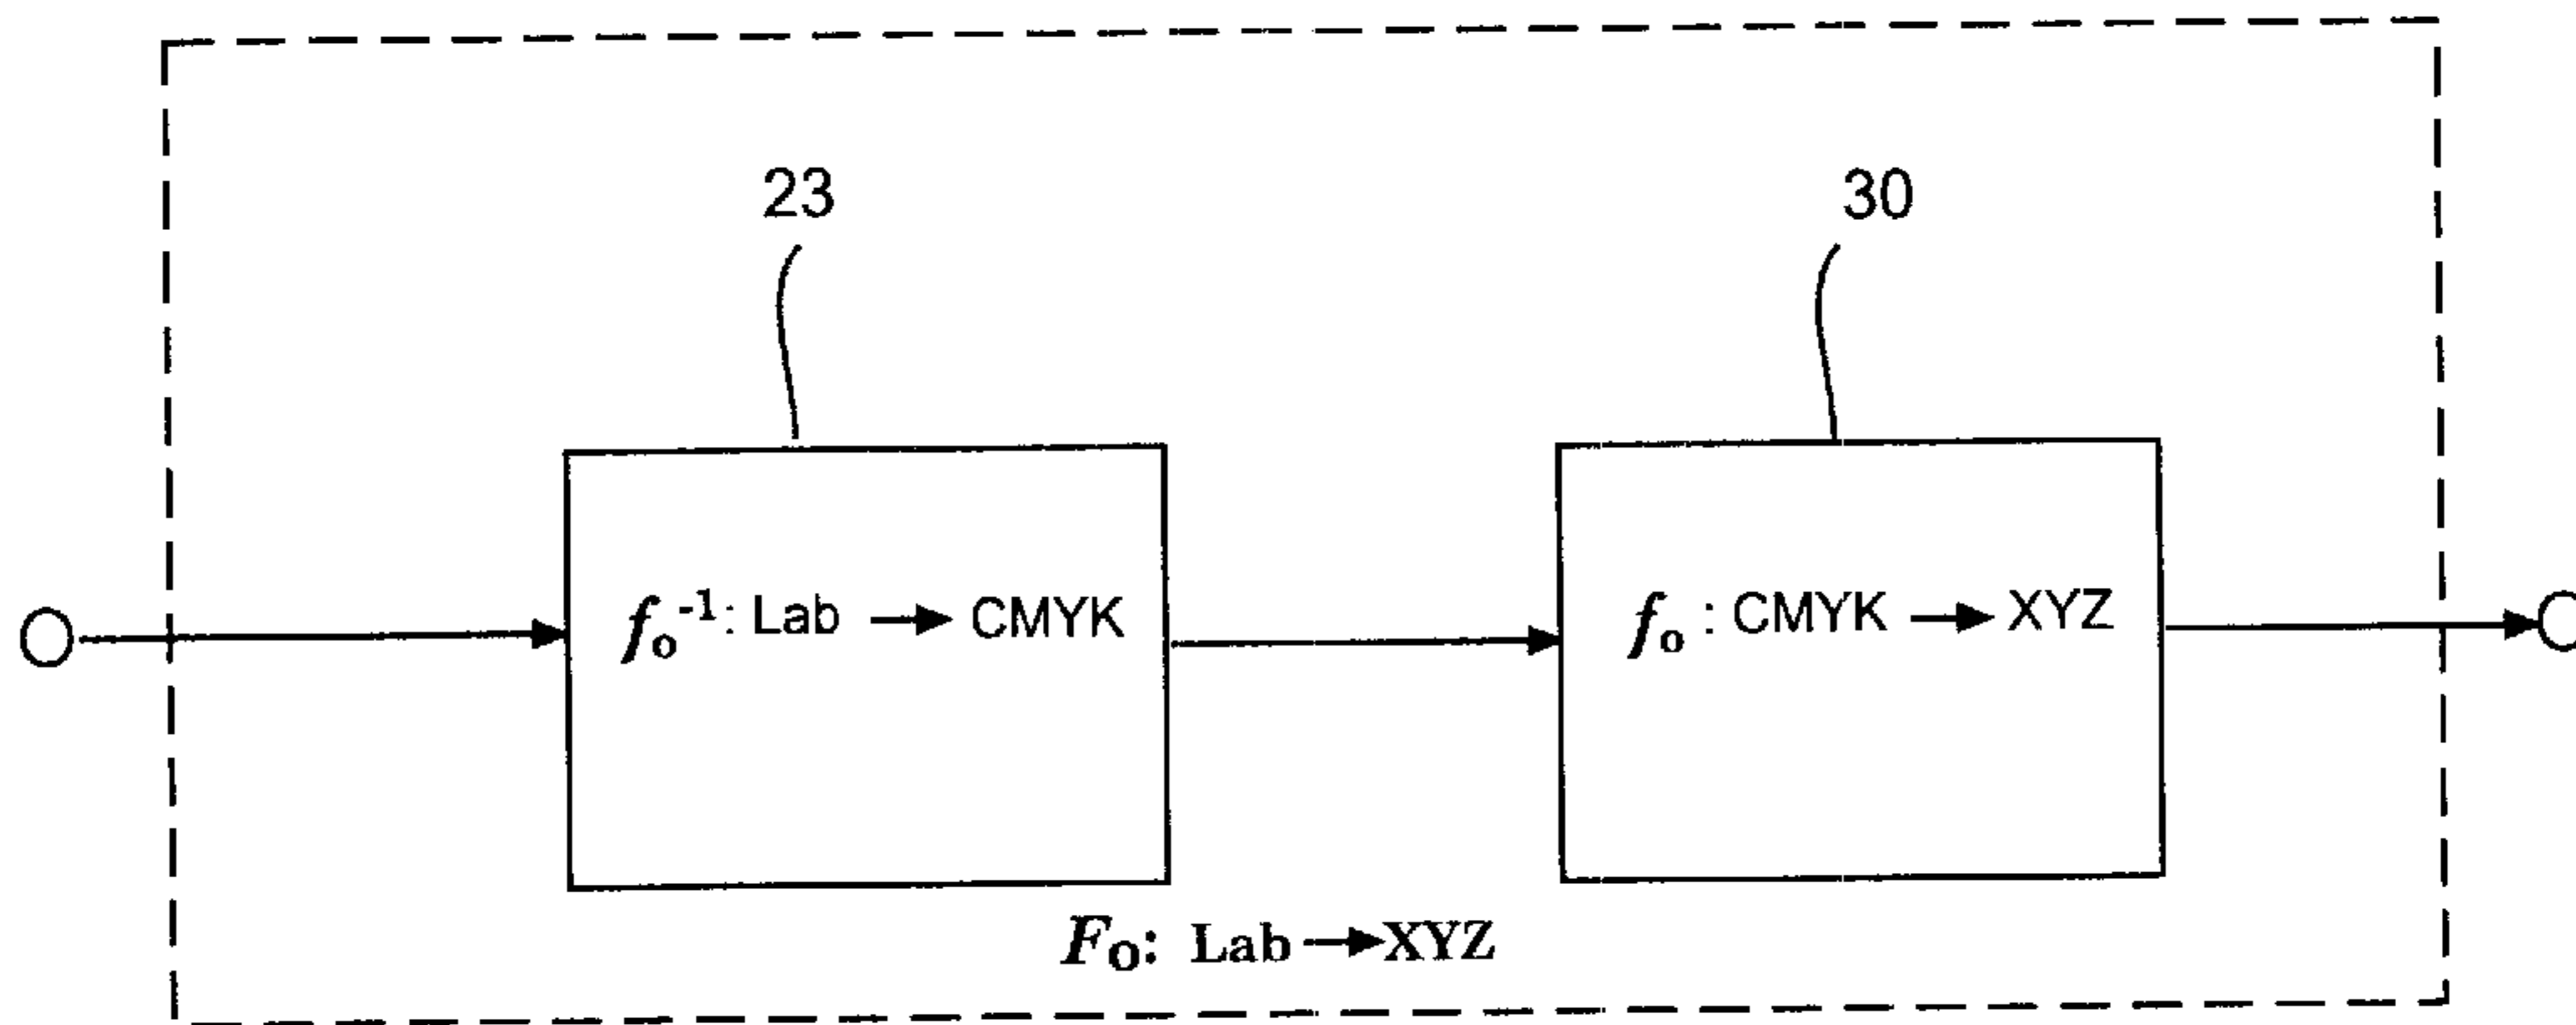 23
30
fo-1: Lab → CMYK
fo : CMYK → XYZ
Fo: Lab → XYZ